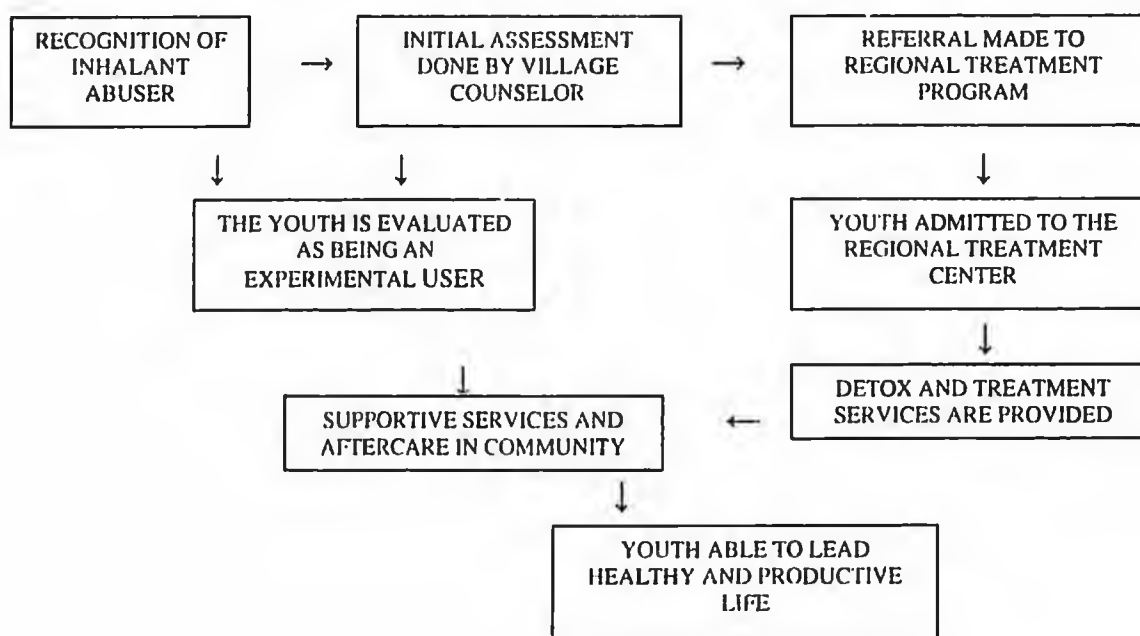 RECOGNITION OF
INHALANT
ABUSER
→
INITIAL ASSESSMENT
DONE BY VILLAGE
COUNSELOR
→
REFERRAL MADE TO
REGIONAL TREATMENT
PROGRAM
↓
↓
↓
THE YOUTH IS EVALUATED
AS BEING AN
EXPERIMENTAL USER
YOUTH ADMITTED TO THE
REGIONAL TREATMENT
CENTER
↓
↓
DETOX AND TREATMENT
SERVICES ARE PROVIDED
←
SUPPORTIVE SERVICES AND
AFTERCARE IN COMMUNITY
↓
YOUTH ABLE TO LEAD
HEALTHY AND PRODUCTIVE
LIFE